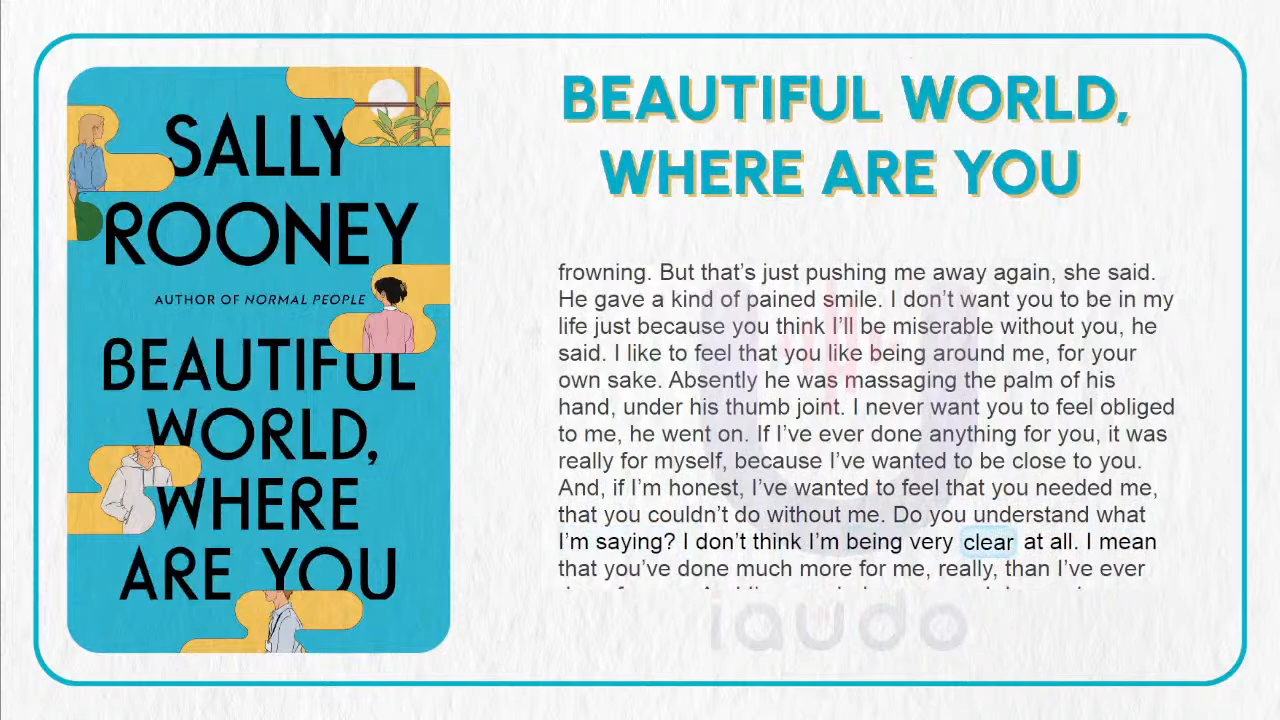 SALLY
ROONEY
AUTHOR OF NORMAL PEOPLE
BEAUTIFUL
WORLD,
WHERE
ARE YOU
BEAUTIFUL WORLD,
WHERE ARE YOU
frowning. But that’s just pushing me away again, she said.
He gave a kind of pained smile. I don’t want you to be in my
life just because you think I’ll be miserable without you, he
said. I like to feel that you like being around me, for your
own sake. Absently he was massaging the palm of his
hand, under his thumb joint. I never want you to feel obliged
to me, he went on. If I’ve ever done anything for you, it was
really for myself, because I’ve wanted to be close to you.
And, if I’m honest, I’ve wanted to feel that you needed me,
that you couldn’t do without me. Do you understand what
I’m saying? I don’t think I’m being very clear at all. I mean
that you’ve done much more for me, really, than I’ve ever
iaudo